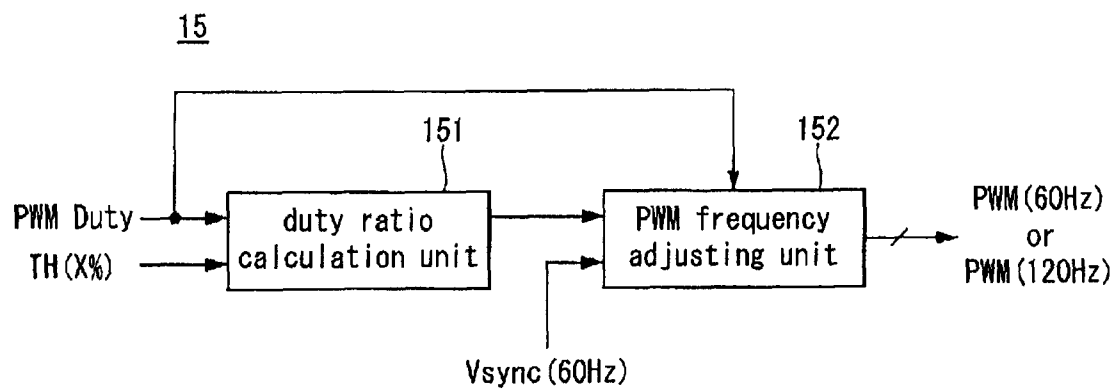 15
151
152
PWM Duty
TH(X%)
duty ratio
calculation unit
PWM frequency
adjusting unit
PWM(60Hz)
or
PWM(120Hz)
Vsync(60Hz)